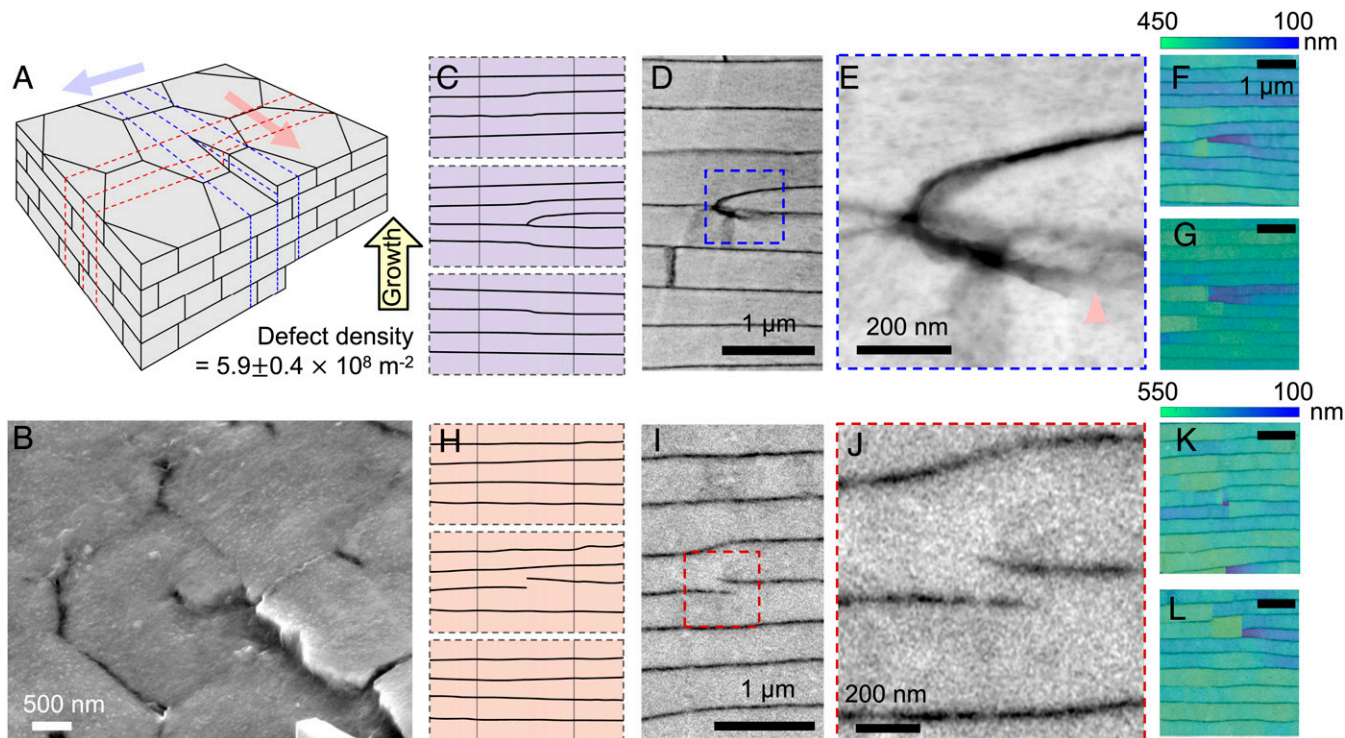 A
Growth
Defect density
= 5.9±0.4 × 10⁸ m⁻²
B
500 nm
C
D
1 µm
E
200 nm
450 100
nm
F
1 µm
G
H
I
1 µm
J
200 nm
550 100
nm
K
L